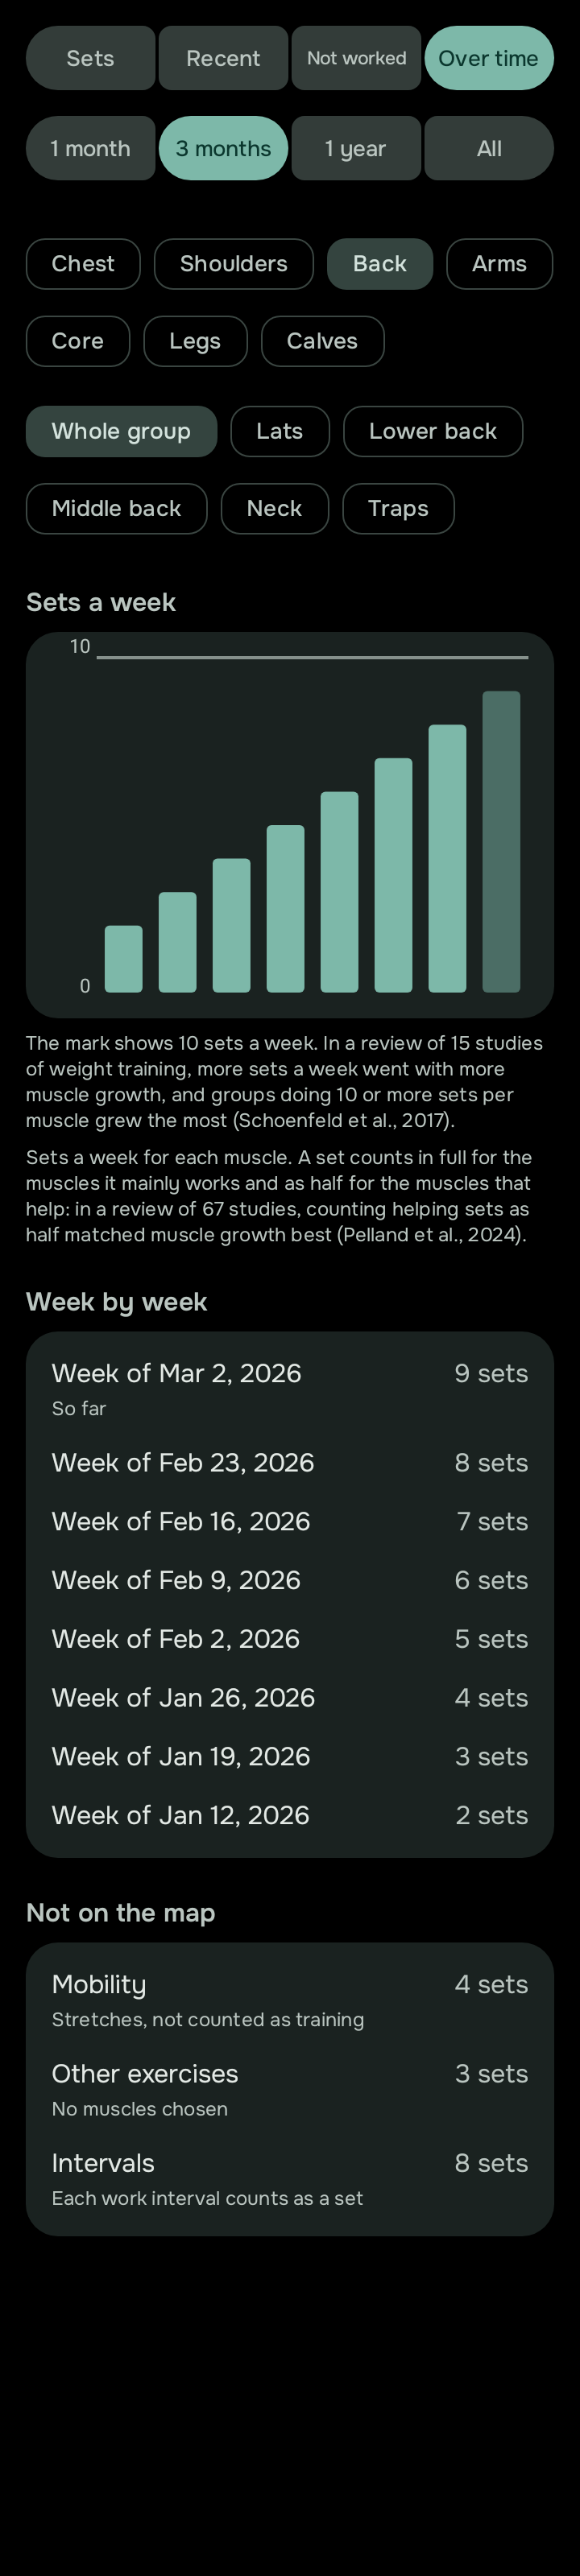 Sets Recent Not worked Over time
1 month 3 months 1 year All
Chest Shoulders Back Arms
Core Legs Calves
Whole group Lats Lower back
Middle back Neck Traps
Sets a week
10
0
The mark shows 10 sets a week. In a review of 15 studies
of weight training, more sets a week went with more
muscle growth, and groups doing 10 or more sets per
muscle grew the most (Schoenfeld et al., 2017).
Sets a week for each muscle. A set counts in full for the
muscles it mainly works and as half for the muscles that
help: in a review of 67 studies, counting helping sets as
half matched muscle growth best (Pelland et al., 2024).
Week by week
Week of Mar 2, 2026 9 sets
So far
Week of Feb 23, 2026 8 sets
Week of Feb 16, 2026 7 sets
Week of Feb 9, 2026 6 sets
Week of Feb 2, 2026 5 sets
Week of Jan 26, 2026 4 sets
Week of Jan 19, 2026 3 sets
Week of Jan 12, 2026 2 sets
Not on the map
Mobility 4 sets
Stretches, not counted as training
Other exercises 3 sets
No muscles chosen
Intervals 8 sets
Each work interval counts as a set